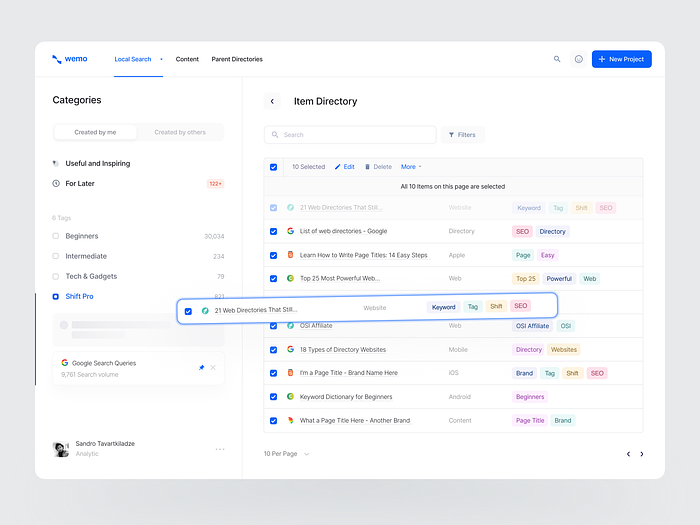 wemo
Local Search
Content
Parent Directories
New Project
Categories
Created by me
Created by others
Useful and Inspiring
For Later
122+
6 Tags
Beginners
30,034
Intermediate
234
Tech & Gadgets
79
Shift Pro
821
Google Search Queries
9,761 Search volume
Sandro Tavartkiladze
Analytic
Item Directory
Search
Filters
10 Selected
Edit
Delete
More
All 10 Items on this page are selected
21 Web Directories That Still... Website Keyword Tag Shift SEO
List of web directories - Google Directory SEO Directory
Learn How to Write Page Titles: 14 Easy Steps Apple Page Easy
Top 25 Most Powerful Web... Web Top 25 Powerful Web
21 Web Directories That Still... Website Keyword Tag Shift SEO
OSI Affiliate Web OSI Affiliate OSI
18 Types of Directory Websites Mobile Directory Websites
I'm a Page Title - Brand Name Here iOS Brand Tag Shift SEO
Keyword Dictionary for Beginners Android Beginners
What a Page Title Here - Another Brand Content Page Title Brand
10 Per Page